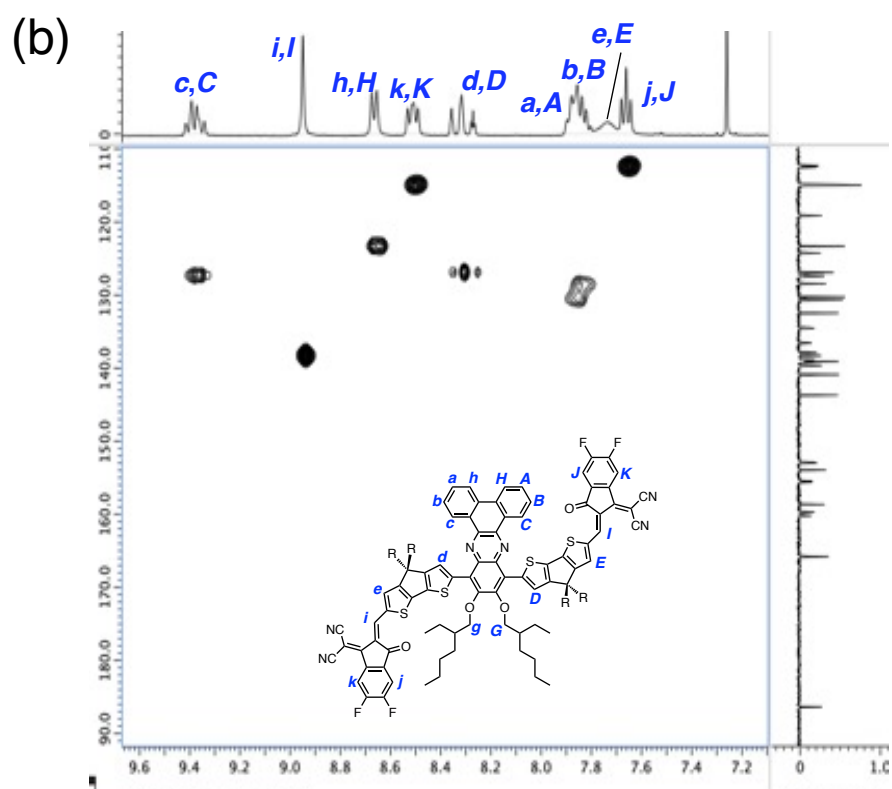 (b)
c,C
i,I
h,H
k,K
d,D
a,A
b,B
e,E
j,J
0
110
120.0
130.0
140.0
150.0
160.0
170.0
180.0
90.0
F
F
J
K
a
h
H
A
b
B
c
C
O
CN
CN
I
N
N
R
R
d
S
S
E
e
S
S
D
R
R
i
O
O
g
G
NC
NC
O
k
j
F
F
9.6
9.4
9.2
9.0
8.8
8.6
8.4
8.2
8.0
7.8
7.6
7.4
7.2
0
1.0